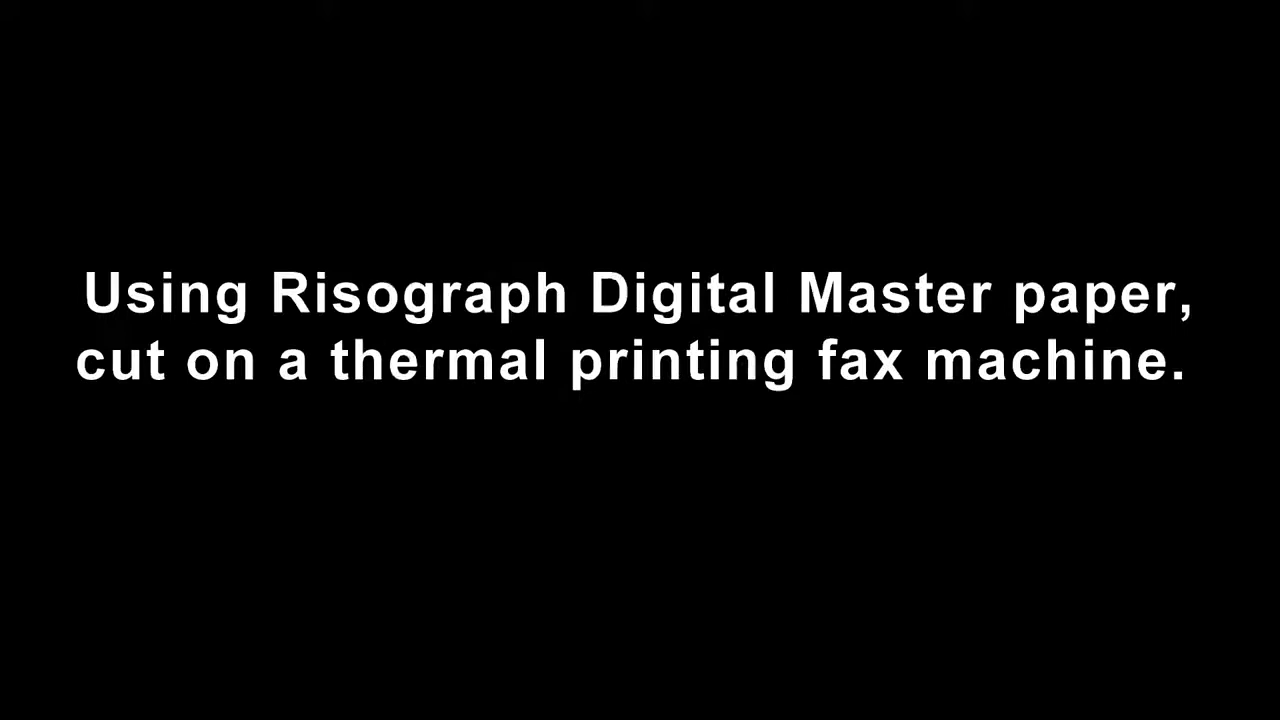 Using Risograph Digital Master paper,
cut on a thermal printing fax machine.